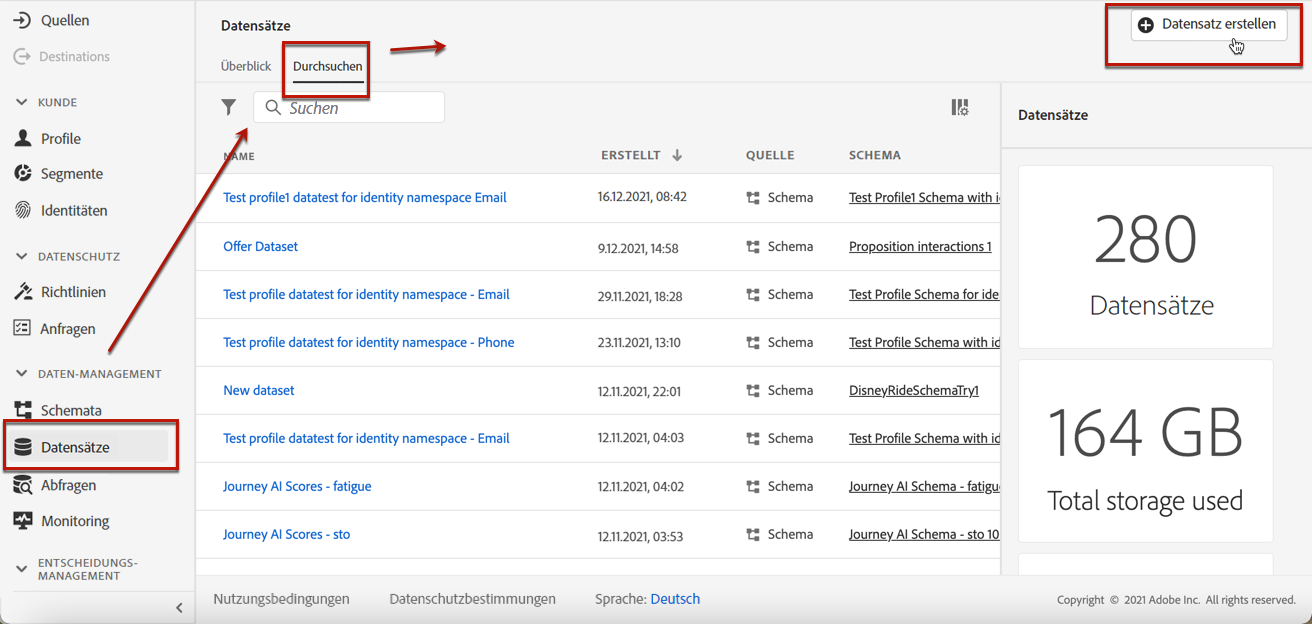 Quellen
Destinations
KUNDE
Profile
Segmente
Identitäten
DATENSCHUTZ
Richtlinien
Anfragen
DATEN-MANAGEMENT
Schemata
Datensätze
Abfragen
Monitoring
ENTSCHEIDUNGS-
MANAGEMENT
Datensätze
Datensatz erstellen
Überblick Durchsuchen
Suchen
NAME ERSTELLT QUELLE SCHEMA
Test profile1 datatest for identity namespace Email 16.12.2021, 08:42 Schema Test Profile1 Schema with i
Offer Dataset 9.12.2021, 14:58 Schema Proposition interactions 1
Test profile datatest for identity namespace - Email 29.11.2021, 18:28 Schema Test Profile Schema for ide
Test profile datatest for identity namespace - Phone 23.11.2021, 13:10 Schema Test Profile Schema with id
New dataset 12.11.2021, 22:01 Schema DisneyRideSchemaTry1
Test profile datatest for identity namespace - Email 12.11.2021, 04:03 Schema Test Profile Schema with id
Journey AI Scores - fatigue 12.11.2021, 04:02 Schema Journey AI Schema - fatigu
Journey AI Scores - sto 12.11.2021, 03:53 Schema Journey AI Schema - sto 10
Datensätze
280
Datensätze
164 GB
Total storage used
Nutzungsbedingungen Datenschutzbestimmungen Sprache: Deutsch
Copyright © 2021 Adobe Inc. All rights reserved.